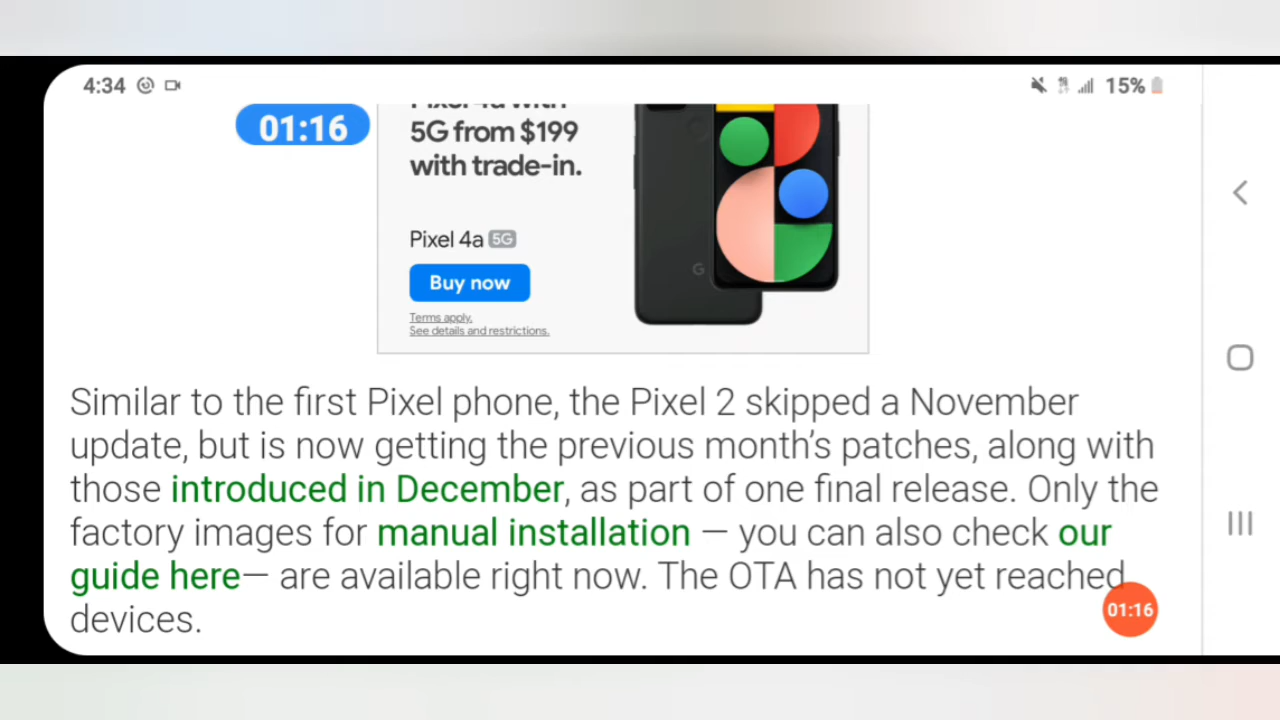 4:34
15%
01:16
Pixel 4a with
5G from $199
with trade-in.
Pixel 4a 5G
Buy now
Terms apply.
See details and restrictions.
G
Similar to the first Pixel phone, the Pixel 2 skipped a November
update, but is now getting the previous month’s patches, along with
those introduced in December, as part of one final release. Only the
factory images for manual installation — you can also check our
guide here— are available right now. The OTA has not yet reached
devices.
01:16